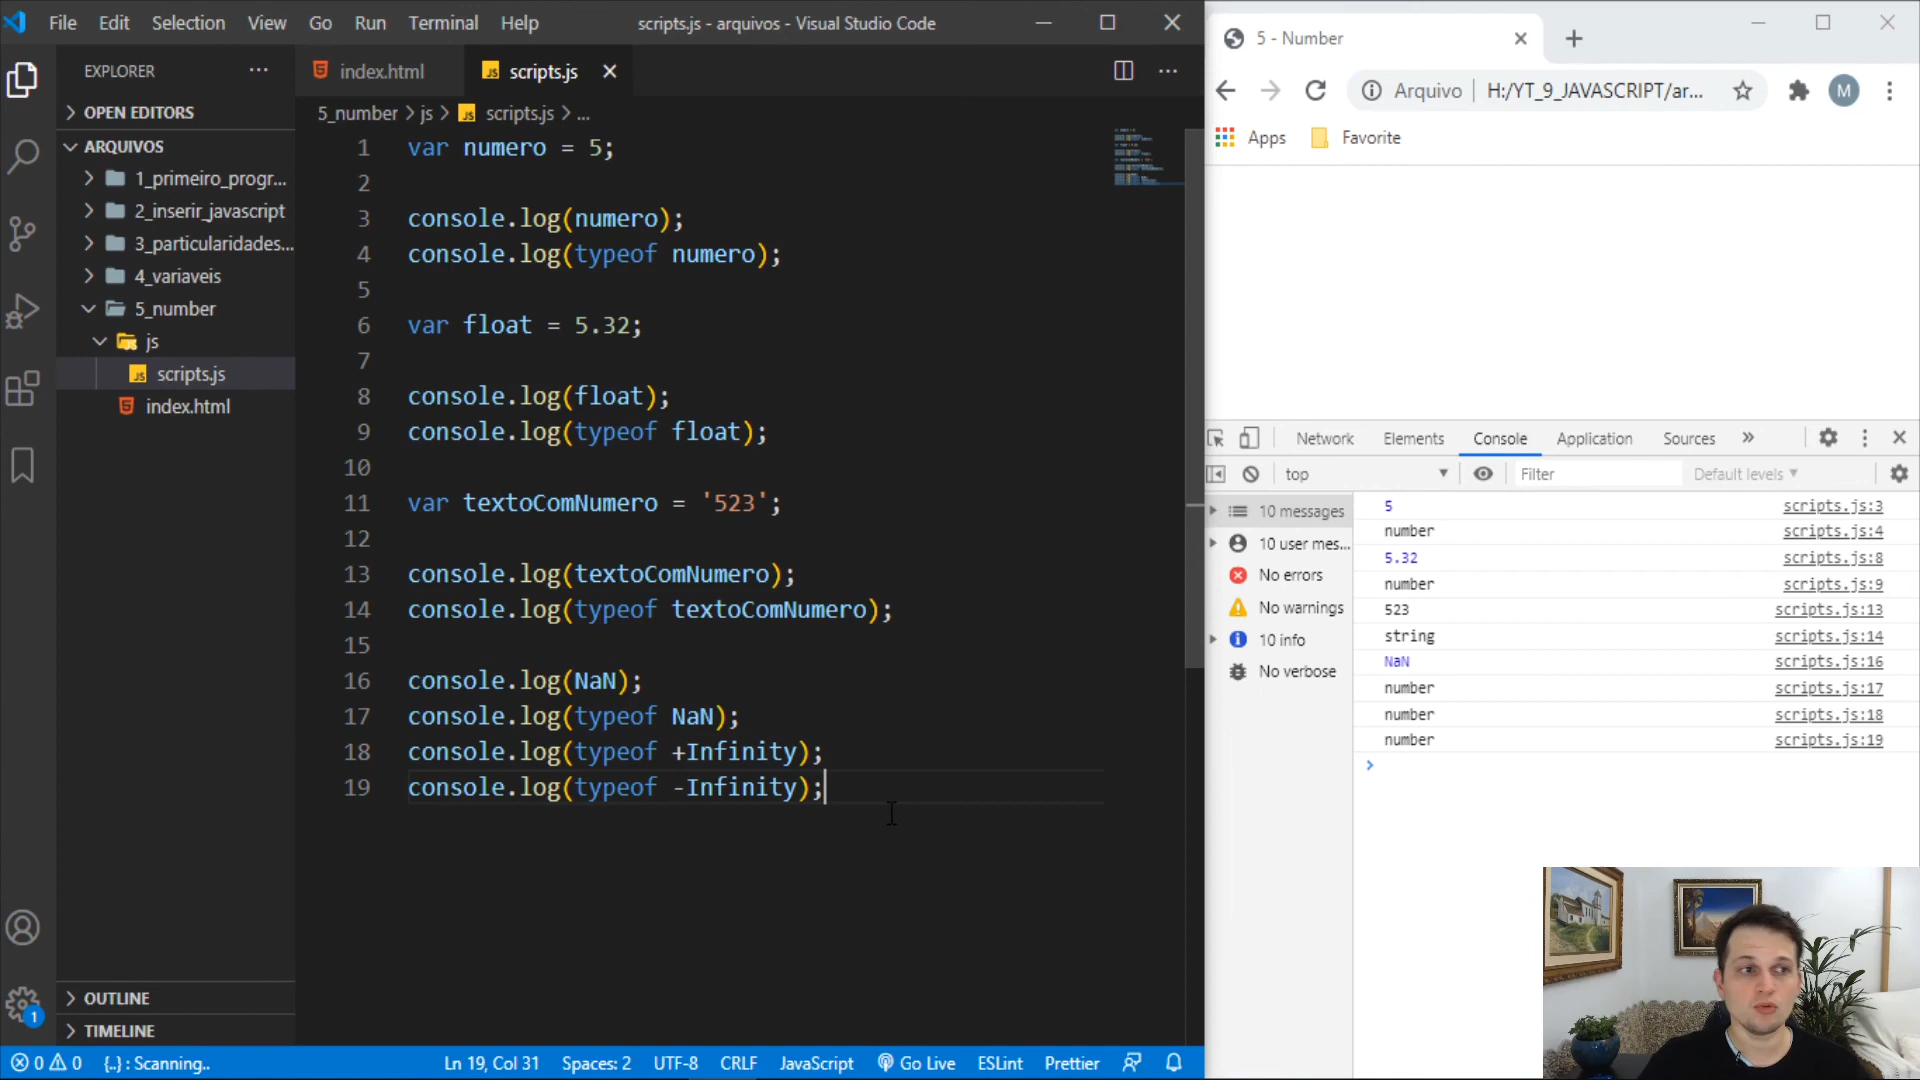 File Edit Selection View Go Run Terminal Help scripts.js - arquivos - Visual Studio Code
EXPLORER
OPEN EDITORS
ARQUIVOS
1_primeiro_progr...
2_inserir_javascript
3_particularidades...
4_variaveis
5_number
js
scripts.js
index.html
OUTLINE
TIMELINE
1
index.html scripts.js
5_number > js > scripts.js > ...
1 var numero = 5;
2
3 console.log(numero);
4 console.log(typeof numero);
5
6 var float = 5.32;
7
8 console.log(float);
9 console.log(typeof float);
10
11 var textoComNumero = '523';
12
13 console.log(textoComNumero);
14 console.log(typeof textoComNumero);
15
16 console.log(NaN);
17 console.log(typeof NaN);
18 console.log(typeof +Infinity);
19 console.log(typeof -Infinity);
0 0 {..} : Scanning.. Ln 19, Col 31 Spaces: 2 UTF-8 CRLF JavaScript Go Live ESLint Prettier
5 - Number
Arquivo H:/YT_9_JAVASCRIPT/ar... M
Apps Favorite
Network Elements Console Application Sources »
top Filter Default levels
10 messages
10 user mes...
No errors
No warnings
10 info
No verbose
5 scripts.js:3
number scripts.js:4
5.32 scripts.js:8
number scripts.js:9
523 scripts.js:13
string scripts.js:14
NaN scripts.js:16
number scripts.js:17
number scripts.js:18
number scripts.js:19